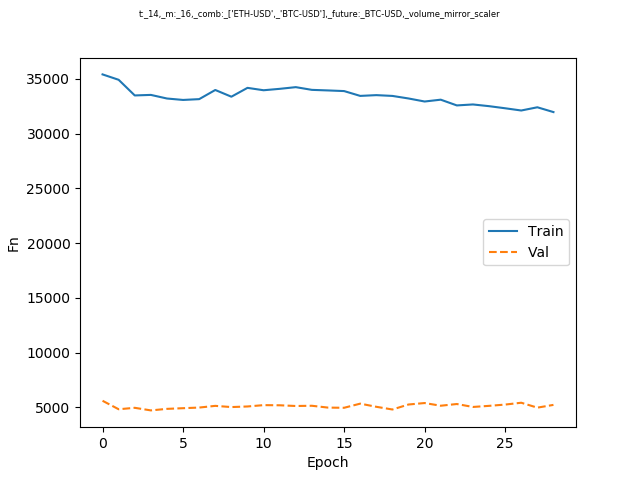 t:_14,_m:_16,_comb:_['ETH-USD',_'BTC-USD'],_future:_BTC-USD,_volume_mirror_scaler
35000
30000
25000
20000
15000
10000
5000
Fn
Train
Val
0 5 10 15 20 25
Epoch